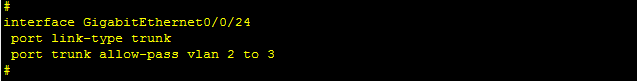 #
interface GigabitEthernet0/0/24
 port link-type trunk
 port trunk allow-pass vlan 2 to 3
#